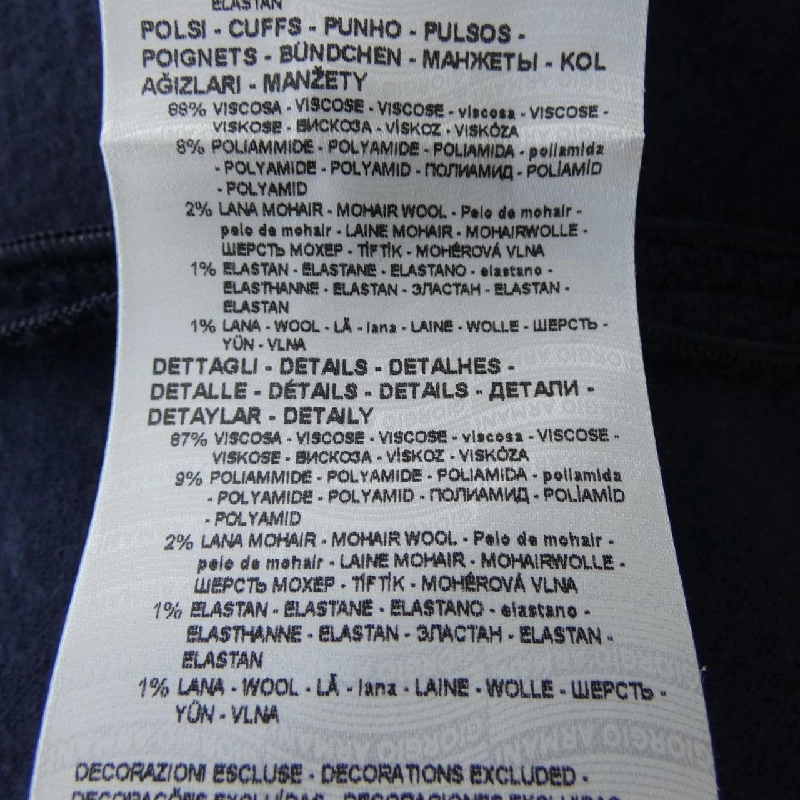 ELASTAN
POLSI - CUFFS - PUNHO - PULSOS -
POIGNETS - BÜNDCHEN - МАНЖЕТЫ - KOL
AĞIZLARI - MANŽETY
88% VISCOSA - VISCOSE - VISCOSE - viscosa - VISCOSE -
VISKOSE - ВИСКОЗА - VİSKOZ - VISKÓZA
8% POLIAMMIDE - POLYAMIDE - POLIAMIDA - poliamida
- POLYAMIDE - POLYAMID - ПОЛИАМИД - POLİAMİD
- POLYAMID
2% LANA MOHAIR - MOHAIR WOOL - Pelo de mohair -
pelo de mohair - LAINE MOHAIR - MOHAIRWOLLE -
ШЕРСТЬ МОХЕР - TİFTİK - MOHÉROVÁ VLNA
1% ELASTAN - ELASTANE - ELASTANO - elastano -
ELASTHANNE - ELASTAN - ЭЛАСТАН - ELASTAN -
ELASTAN
1% LANA - WOOL - LÃ - lana - LAINE - WOLLE - ШЕРСТЬ -
YÜN - VLNA
DETTAGLI - DETAILS - DETALHES -
DETALLE - DÉTAILS - DETAILS - ДЕТАЛИ -
DETAYLAR - DETAILY
87% VISCOSA - VISCOSE - VISCOSE - viscosa - VISCOSE -
VISKOSE - ВИСКОЗА - VİSKOZ - VISKÓZA
9% POLIAMMIDE - POLYAMIDE - POLIAMIDA - poliamida
- POLYAMIDE - POLYAMID - ПОЛИАМИД - POLİAMİD
- POLYAMID
2% LANA MOHAIR - MOHAIR WOOL - Pelo de mohair -
pelo de mohair - LAINE MOHAIR - MOHAIRWOLLE -
ШЕРСТЬ МОХЕР - TİFTİK - MOHÉROVÁ VLNA
1% ELASTAN - ELASTANE - ELASTANO - elastano -
ELASTHANNE - ELASTAN - ЭЛАСТАН - ELASTAN -
ELASTAN
1% LANA - WOOL - LÃ - lana - LAINE - WOLLE - ШЕРСТЬ -
YÜN - VLNA
GIORGIO ARMANI
DECORAZIONI ESCLUSE - DECORATIONS EXCLUDED -
DECORAÇÕES EXCLUÍDAS - DECORACIONES EXCLUIDAS